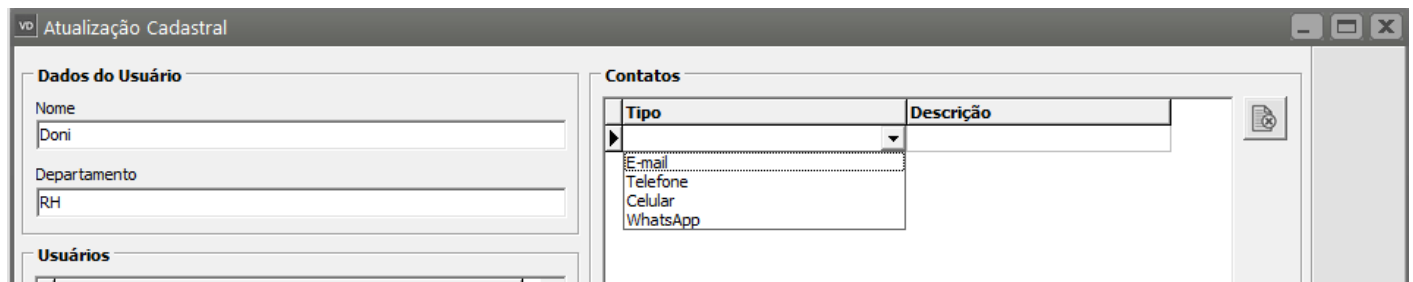 VD Atualização Cadastral
Dados do Usuário
Nome
Doni
Departamento
RH
Usuários
Contatos
Tipo Descrição
E-mail
Telefone
Celular
WhatsApp